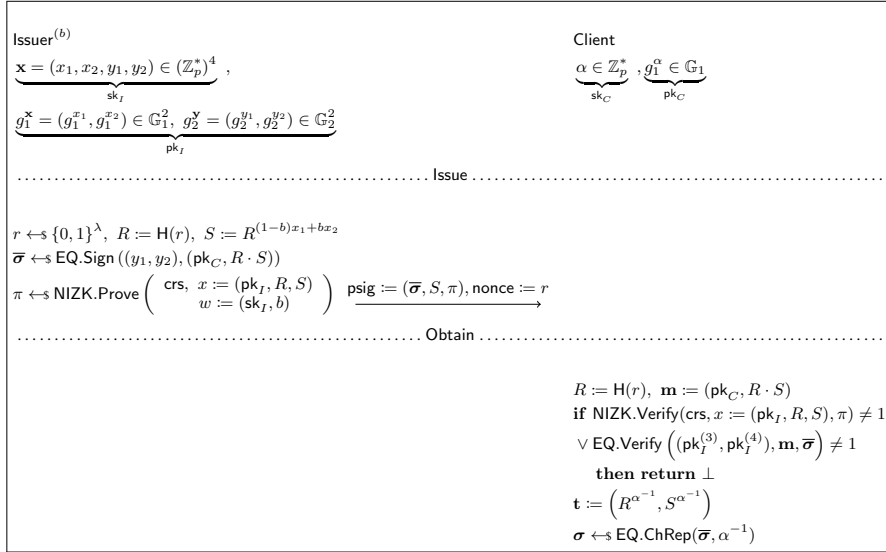 Issuer^{(b)} Client
𝐱 = (x_1, x_2, y_1, y_2) ∈ (ℤ_p^*)^4 , α ∈ ℤ_p^* , g_1^α ∈ 𝔾_1
sk_I sk_C pk_C
g_1^𝐱 = (g_1^{x_1}, g_1^{x_2}) ∈ 𝔾_1^2, g_2^𝐲 = (g_2^{y_1}, g_2^{y_2}) ∈ 𝔾_2^2
pk_I
Issue
r ←$ {0, 1}^λ, R := H(r), S := R^{(1−b)x_1+bx_2}
𝛔̅ ←$ EQ.Sign ((y_1, y_2), (pk_C, R · S))
π ←$ NIZK.Prove ( crs, x := (pk_I, R, S) w := (sk_I, b) ) psig := (𝛔̅, S, π), nonce := r
Obtain
R := H(r), 𝐦 := (pk_C, R · S)
if NIZK.Verify(crs, x := (pk_I, R, S), π) ≠ 1
∨ EQ.Verify ((pk_I^{(3)}, pk_I^{(4)}), 𝐦, 𝛔̅) ≠ 1
then return ⊥
𝐭 := (R^{α^{−1}}, S^{α^{−1}})
𝛔 ←$ EQ.ChRep(𝛔̅, α^{−1})